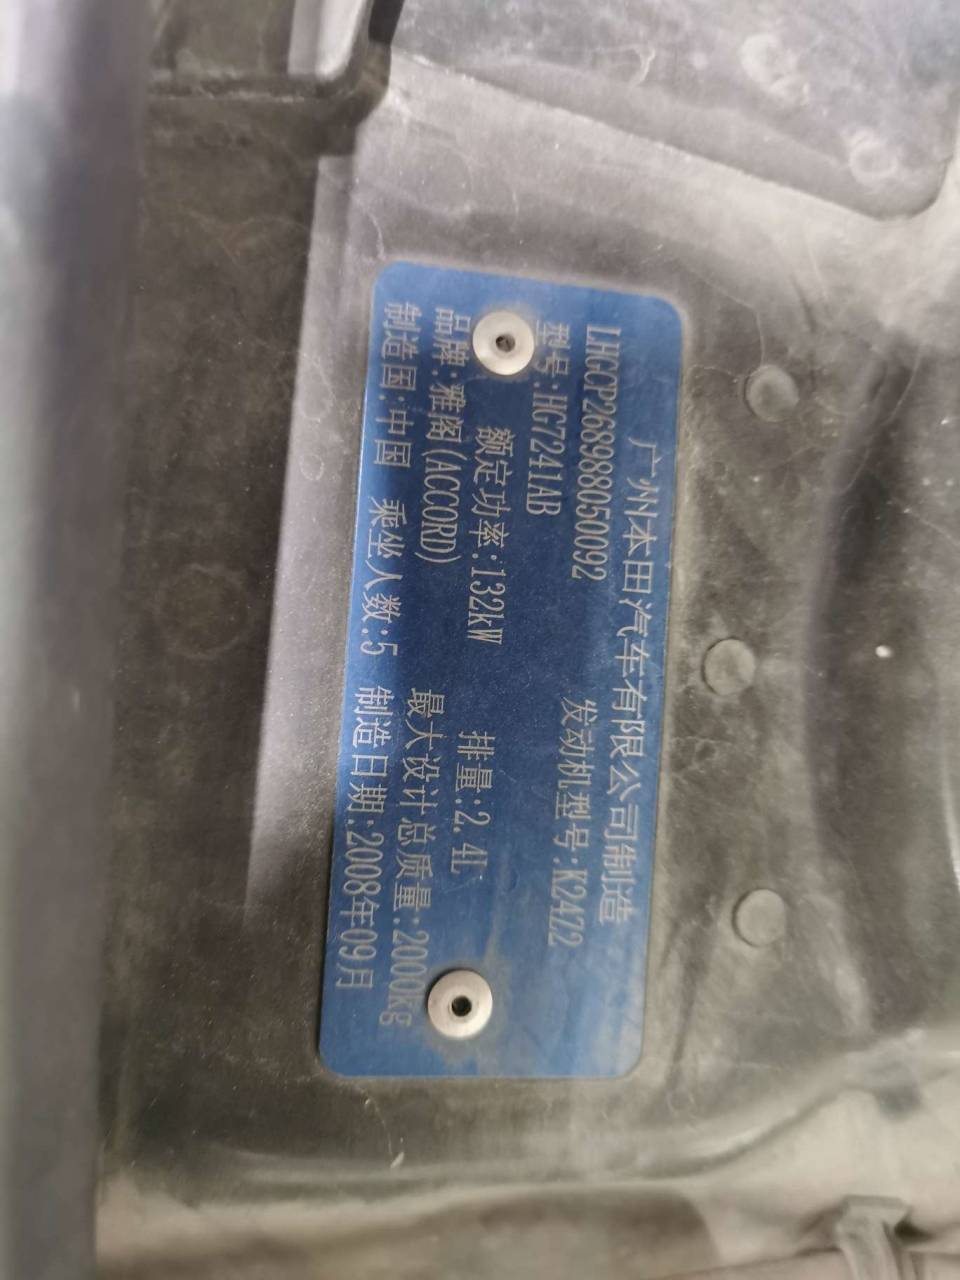 广州本田汽车有限公司制造
LHGCP268988050092
型号:HG7241AB 发动机型号:K24Z2
额定功率:132kW 排量:2.4L
品牌:雅阁(ACCORD) 最大设计总质量:2000Kg
制造国:中国 乘坐人数:5 制造日期:2008年09月